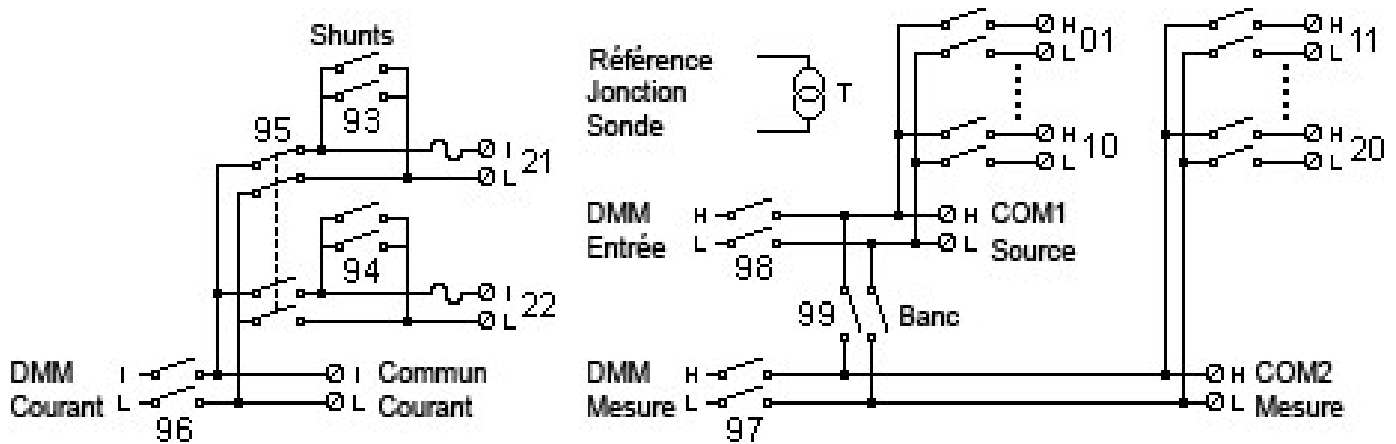 Shunts
93
95
I
L
21
94
I
L
22
DMM
Courant
I
L
96
I
L
Commun
Courant
Référence
Jonction
Sonde
T
H
L
01
H
L
10
H
L
11
H
L
20
DMM
Entrée
H
L
98
H
L
COM1
Source
99
Banc
DMM
Mesure
H
L
97
H
L
COM2
Mesure